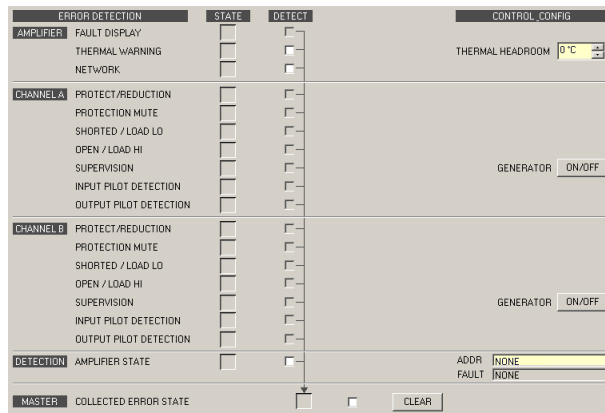 ERROR DETECTION STATE DETECT CONTROL_CONFIG
AMPLIFIER FAULT DISPLAY
THERMAL WARNING THERMAL HEADROOM 0 °C
NETWORK
CHANNEL A PROTECT/REDUCTION
PROTECTION MUTE
SHORTED / LOAD LO
OPEN / LOAD HI
SUPERVISION GENERATOR ON/OFF
INPUT PILOT DETECTION
OUTPUT PILOT DETECTION
CHANNEL B PROTECT/REDUCTION
PROTECTION MUTE
SHORTED / LOAD LO
OPEN / LOAD HI
SUPERVISION GENERATOR ON/OFF
INPUT PILOT DETECTION
OUTPUT PILOT DETECTION
DETECTION AMPLIFIER STATE ADDR NONE
FAULT NONE
MASTER COLLECTED ERROR STATE CLEAR